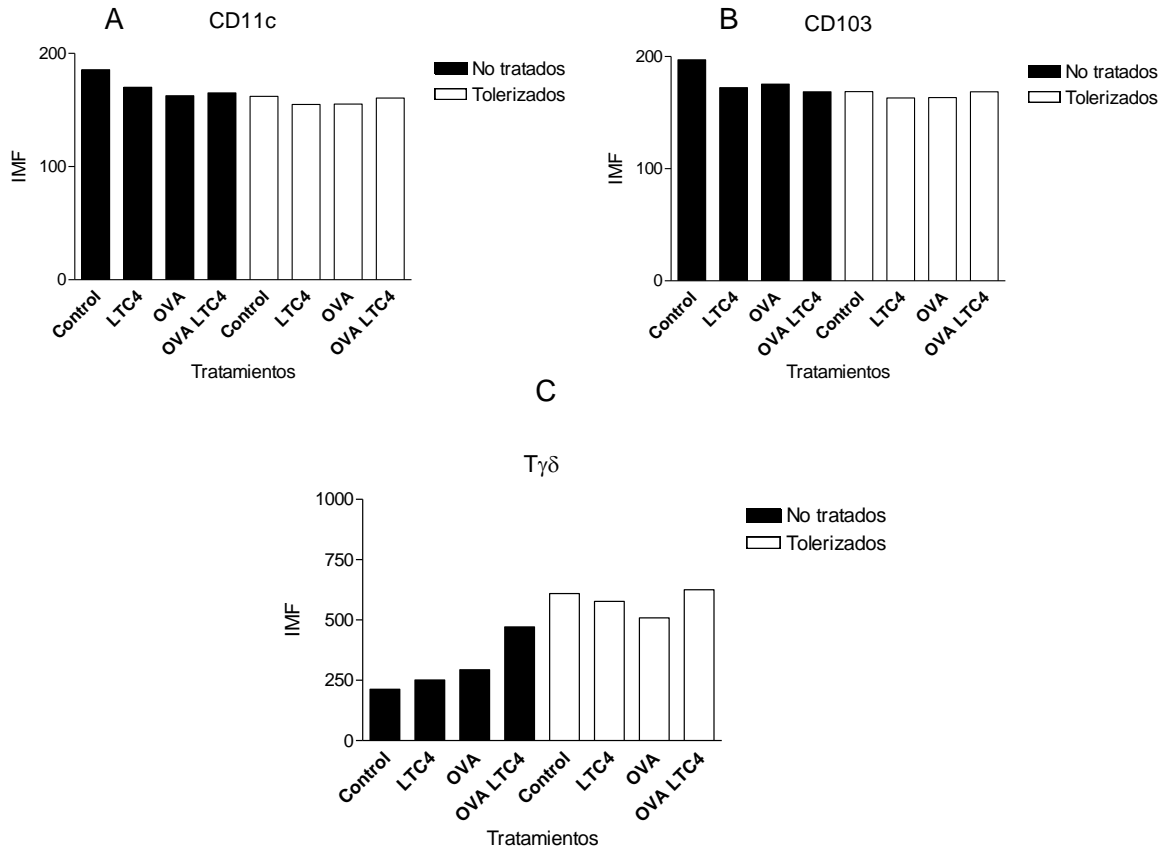 A
CD11c
200
100
0
IMF
No tratados
Tolerizados
Control
LTC4
OVA
OVA LTC4
Control
LTC4
OVA
OVA LTC4
Tratamientos
B
CD103
200
100
0
IMF
No tratados
Tolerizados
Control
LTC4
OVA
OVA LTC4
Control
LTC4
OVA
OVA LTC4
Tratamientos
C
Tγδ
1000
750
500
250
0
IMF
No tratados
Tolerizados
Control
LTC4
OVA
OVA LTC4
Control
LTC4
OVA
OVA LTC4
Tratamientos